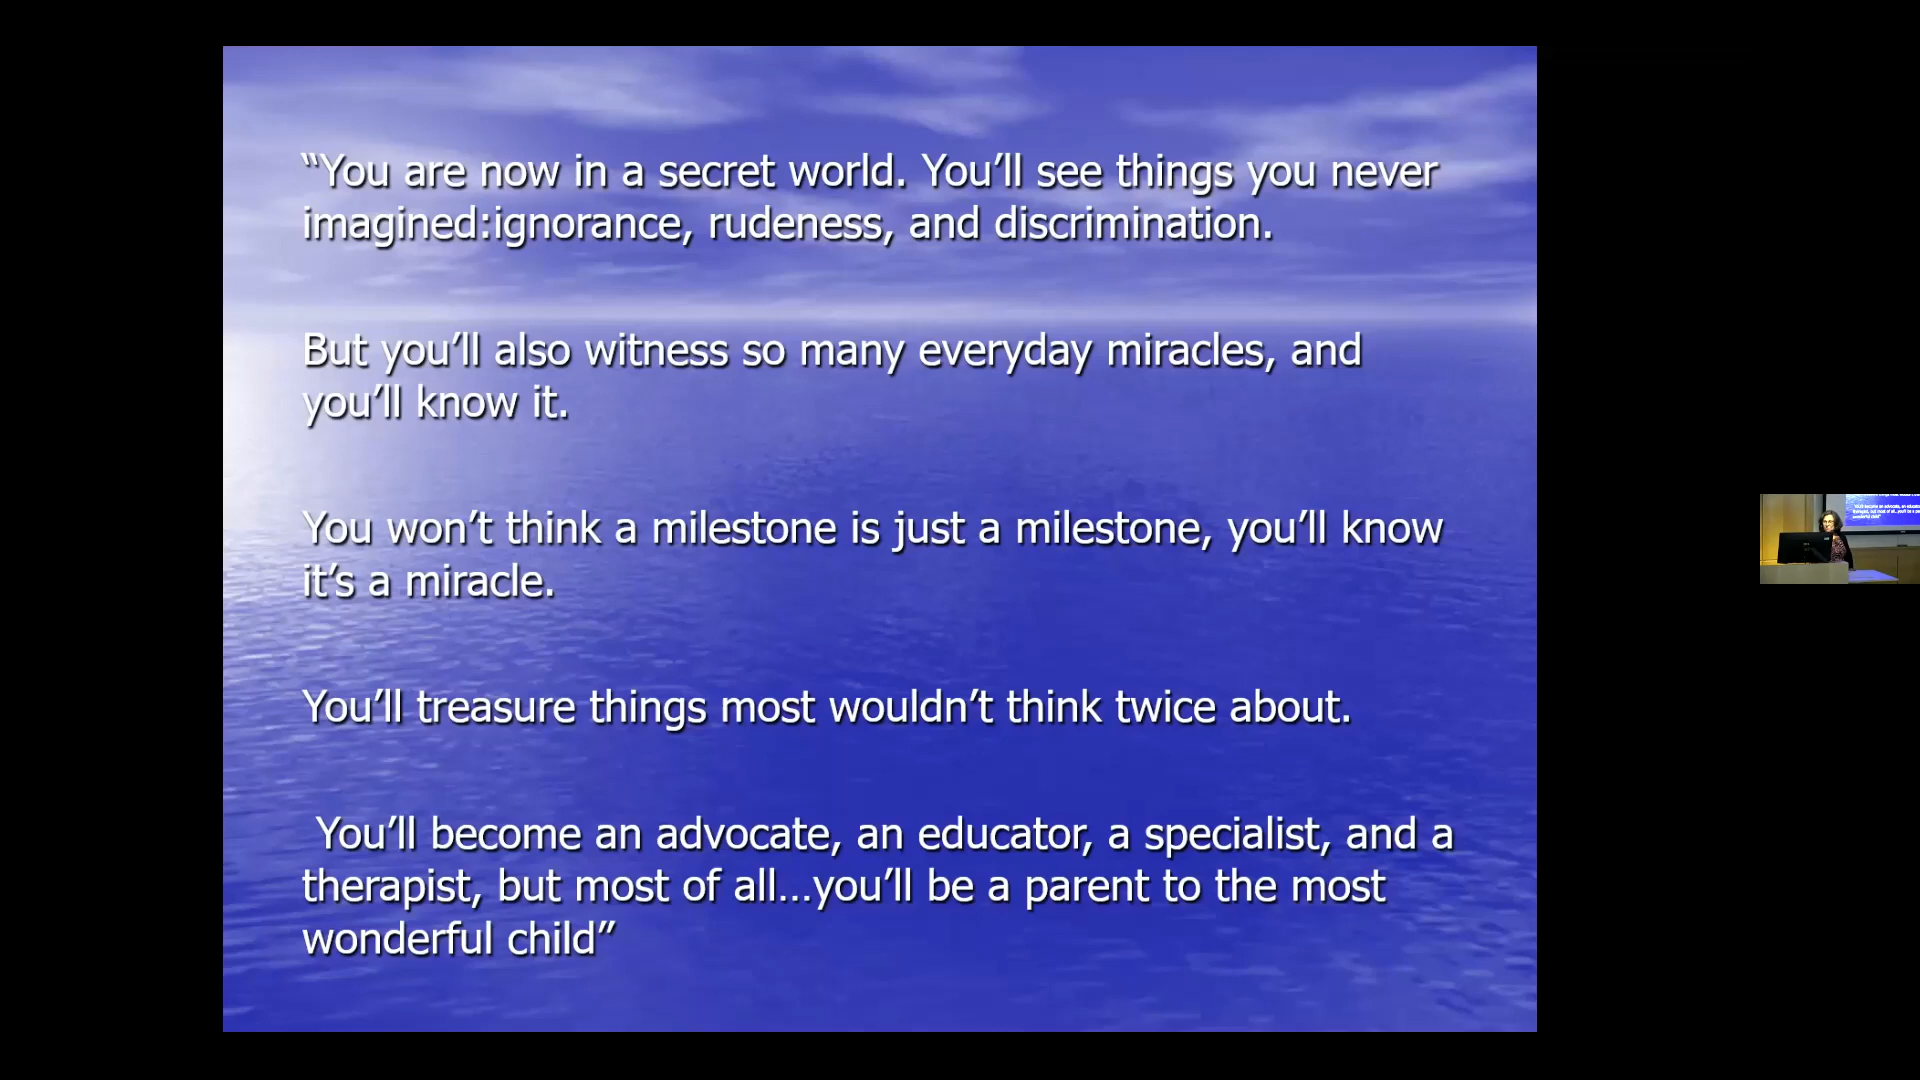 “You are now in a secret world. You’ll see things you never
imagined:ignorance, rudeness, and discrimination.
But you’ll also witness so many everyday miracles, and
you’ll know it.
You won’t think a milestone is just a milestone, you’ll know
it’s a miracle.
You’ll treasure things most wouldn’t think twice about.
You’ll become an advocate, an educator, a specialist, and a
therapist, but most of all…you’ll be a parent to the most
wonderful child”